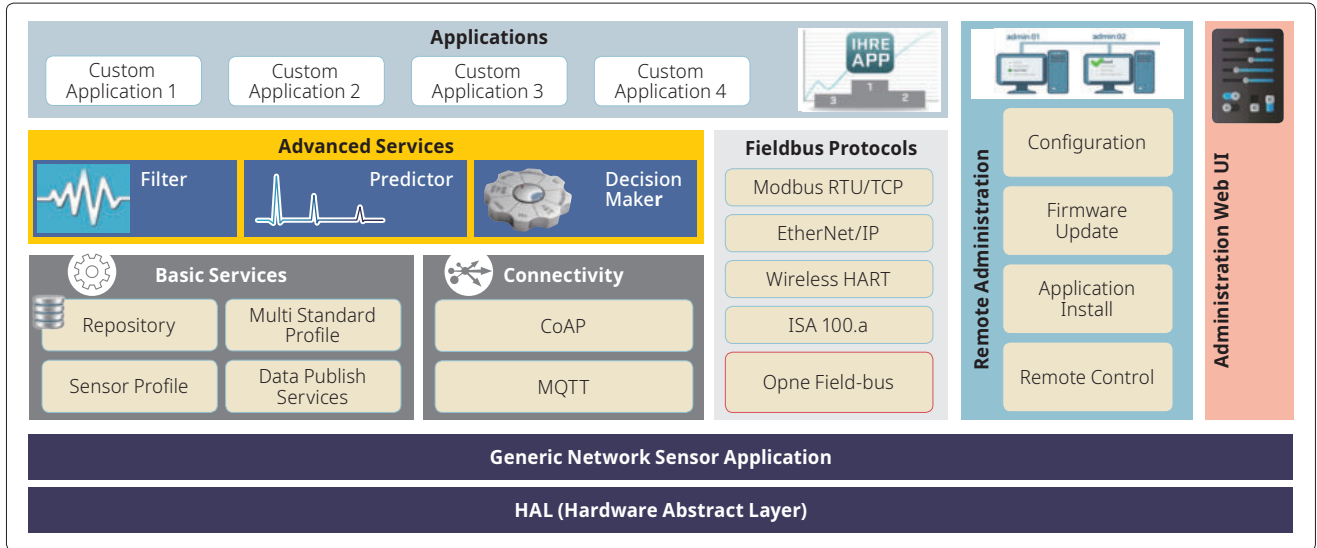 Applications
Custom
Application 1
Custom
Application 2
Custom
Application 3
Custom
Application 4
IHRE
APP
3
1
2
Advanced Services
Filter
Predictor
Decision
Maker
Basic Services
Repository
Multi Standard
Profile
Sensor Profile
Data Publish
Services
Connectivity
CoAP
MQTT
Fieldbus Protocols
Modbus RTU/TCP
EtherNet/IP
Wireless HART
ISA 100.a
Opne Field-bus
Remote Administration
admin 01
admin 02
Configuration
Firmware
Update
Application
Install
Remote Control
Administration Web UI
Generic Network Sensor Application
HAL (Hardware Abstract Layer)